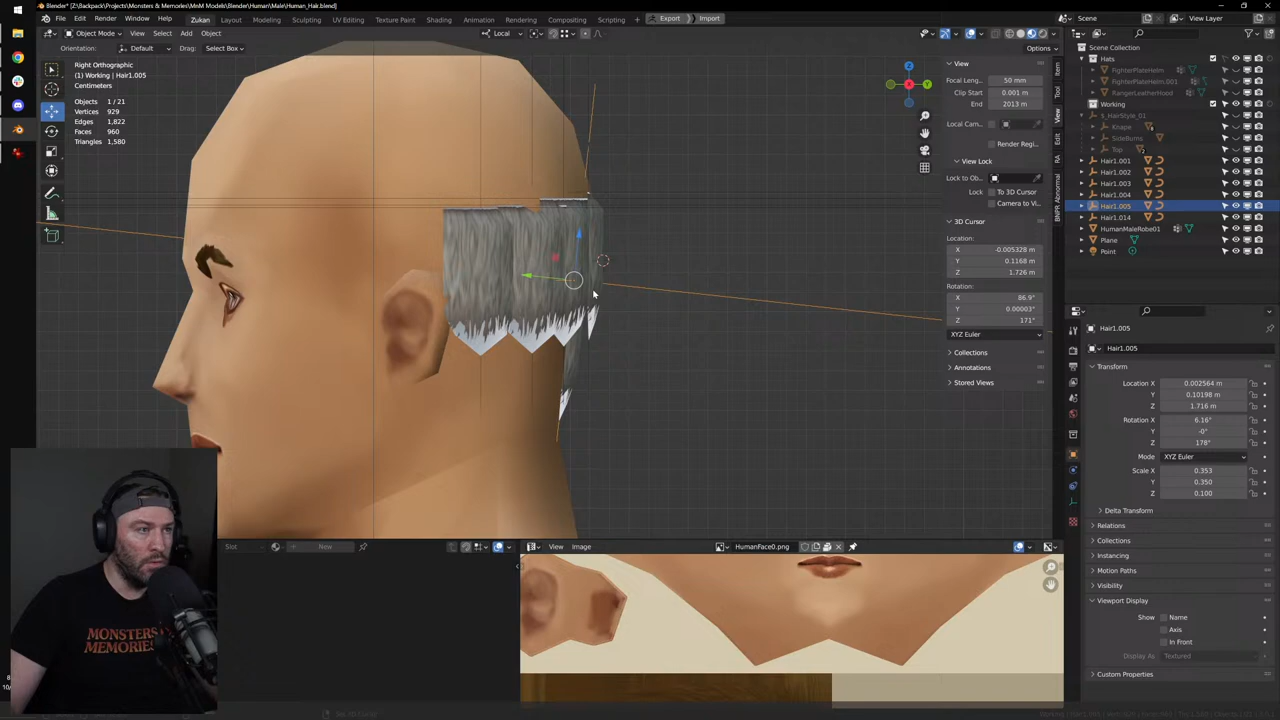 Blender* [Z:\Backpack\Projects\Monsters & Memories\MnM Models\Blender\Human\Male\Human_Hair.blend]
File Edit Render Window Help Zukan Layout Modeling Sculpting UV Editing Texture Paint Shading Animation Rendering Compositing Scripting Export Import Scene View Layer
Object Mode View Select Add Object Local
Orientation: Default Drag: Select Box Options
Right Orthographic
(1) Working | Hair1.005
Centimeters
Objects 1 / 21
Vertices 929
Edges 1,822
Faces 960
Triangles 1,580
View
Focal Leng.. 50 mm
Clip Start 0.001 m
End 2013 m
Local Cam..
Render Regi..
View Lock
Lock to Ob..
Lock To 3D Cursor
Camera to Vi..
3D Cursor
Location:
X -0.005328 m
Y 0.1168 m
Z 1.726 m
Rotation:
X 86.9°
Y 0.00003°
Z 171°
XYZ Euler
Collections
Annotations
Stored Views
Item
Tool
View
Edit
RA
BNPR Abnormal
Scene Collection
Hats
FighterPlateHelm
FighterPlateHelm.001
RangerLeatherHood
Working
s_HairStyle_01
Knape
SideBurns
Top
Hair1.001
Hair1.002
Hair1.003
Hair1.004
Hair1.005
Hair1.014
HumanMaleRobe01
Plane
Point
Hair1.005
Hair1.005
Transform
Location X 0.002564 m
Y 0.10198 m
Z 1.716 m
Rotation X 6.16°
Y -0°
Z 178°
Mode XYZ Euler
Scale X 0.353
Y 0.350
Z 0.100
Delta Transform
Relations
Collections
Instancing
Motion Paths
Visibility
Viewport Display
Show Name
Axis
In Front
Display As Textured
Custom Properties
Slot New
View Image HumanFace0.png
MONSTERS
MEMORIES